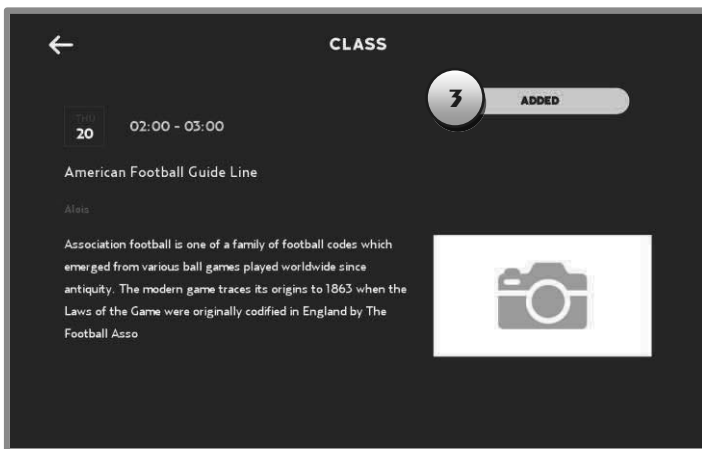 CLASS
3 ADDED
THU
20
02:00 - 03:00
American Football Guide Line
Alois
Association football is one of a family of football codes which
emerged from various ball games played worldwide since
antiquity. The modern game traces its origins to 1863 when the
Laws of the Game were originally codified in England by The
Football Asso